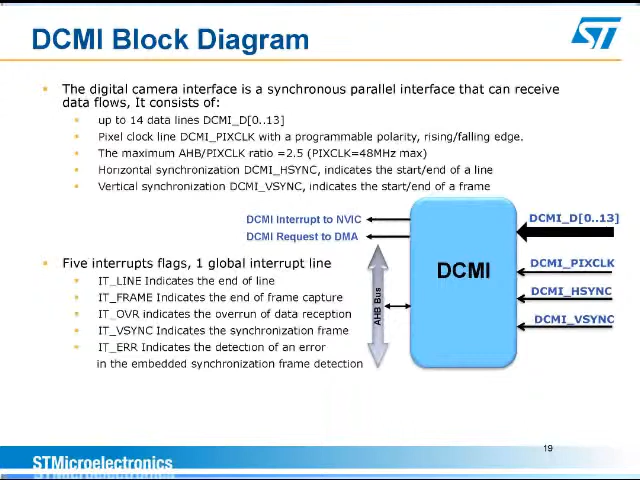 DCMI Block Diagram
ST
The digital camera interface is a synchronous parallel interface that can receive
data flows, It consists of:
up to 14 data lines DCMI_D[0..13]
Pixel clock line DCMI_PIXCLK with a programmable polarity, rising/falling edge.
The maximum AHB/PIXCLK ratio =2.5 (PIXCLK=48MHz max)
Horizontal synchronization DCMI_HSYNC, indicates the start/end of a line
Vertical synchronization DCMI_VSYNC, indicates the start/end of a frame
DCMI Interrupt to NVIC
DCMI Request to DMA
DCMI_D[0..13]
DCMI_PIXCLK
DCMI_HSYNC
DCMI_VSYNC
DCMI
AHB Bus
Five interrupts flags, 1 global interrupt line
IT_LINE Indicates the end of line
IT_FRAME Indicates the end of frame capture
IT_OVR indicates the overrun of data reception
IT_VSYNC Indicates the synchronization frame
IT_ERR Indicates the detection of an error
in the embedded synchronization frame detection
19
STMicroelectronics